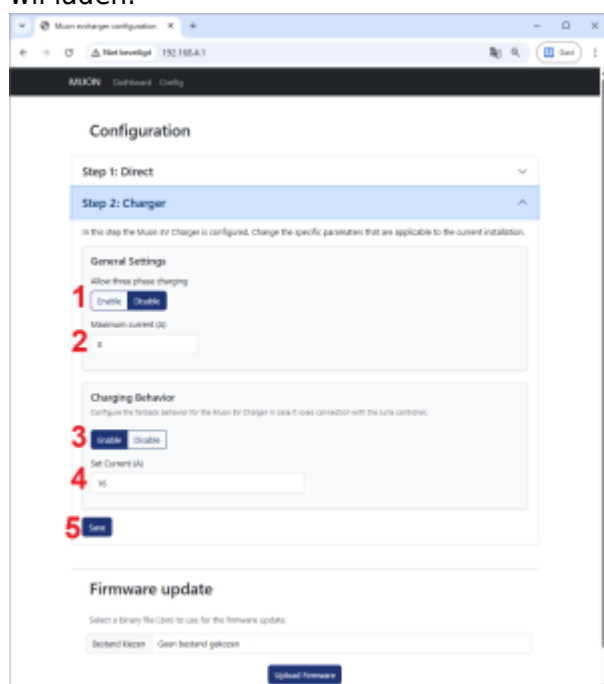 wil laden.
Muon evcharger configuration
Niet beveiligd 192.168.4.1
Gast
MUON Dashboard Config
Configuration
Step 1: Direct
Step 2: Charger
In this step the Muon EV Charger is configured. Change the specific parameters that are applicable to the current installation.
General Settings
Allow three phase charging
1 Enable Disable
Maximum current (A)
2
Charging Behavior
Configure the fallback behavior for the Muon EV Charger in case it loses connection with the controller.
3 Enable Disable
Set Current (A)
4 16
5 Save
Firmware update
Select a binary file (.bin) to use for the firmware update.
Bestand kiezen Geen bestand gekozen
Upload Firmware